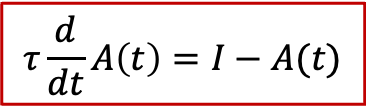 τ d/dt A(t) = I − A(t)